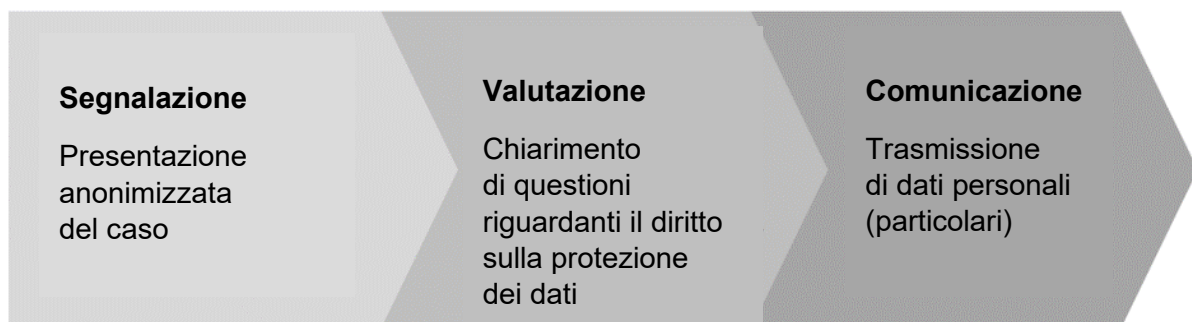 Segnalazione
Presentazione
anonimizzata
del caso
Valutazione
Chiarimento
di questioni
riguardanti il diritto
sulla protezione
dei dati
Comunicazione
Trasmissione
di dati personali
(particolari)